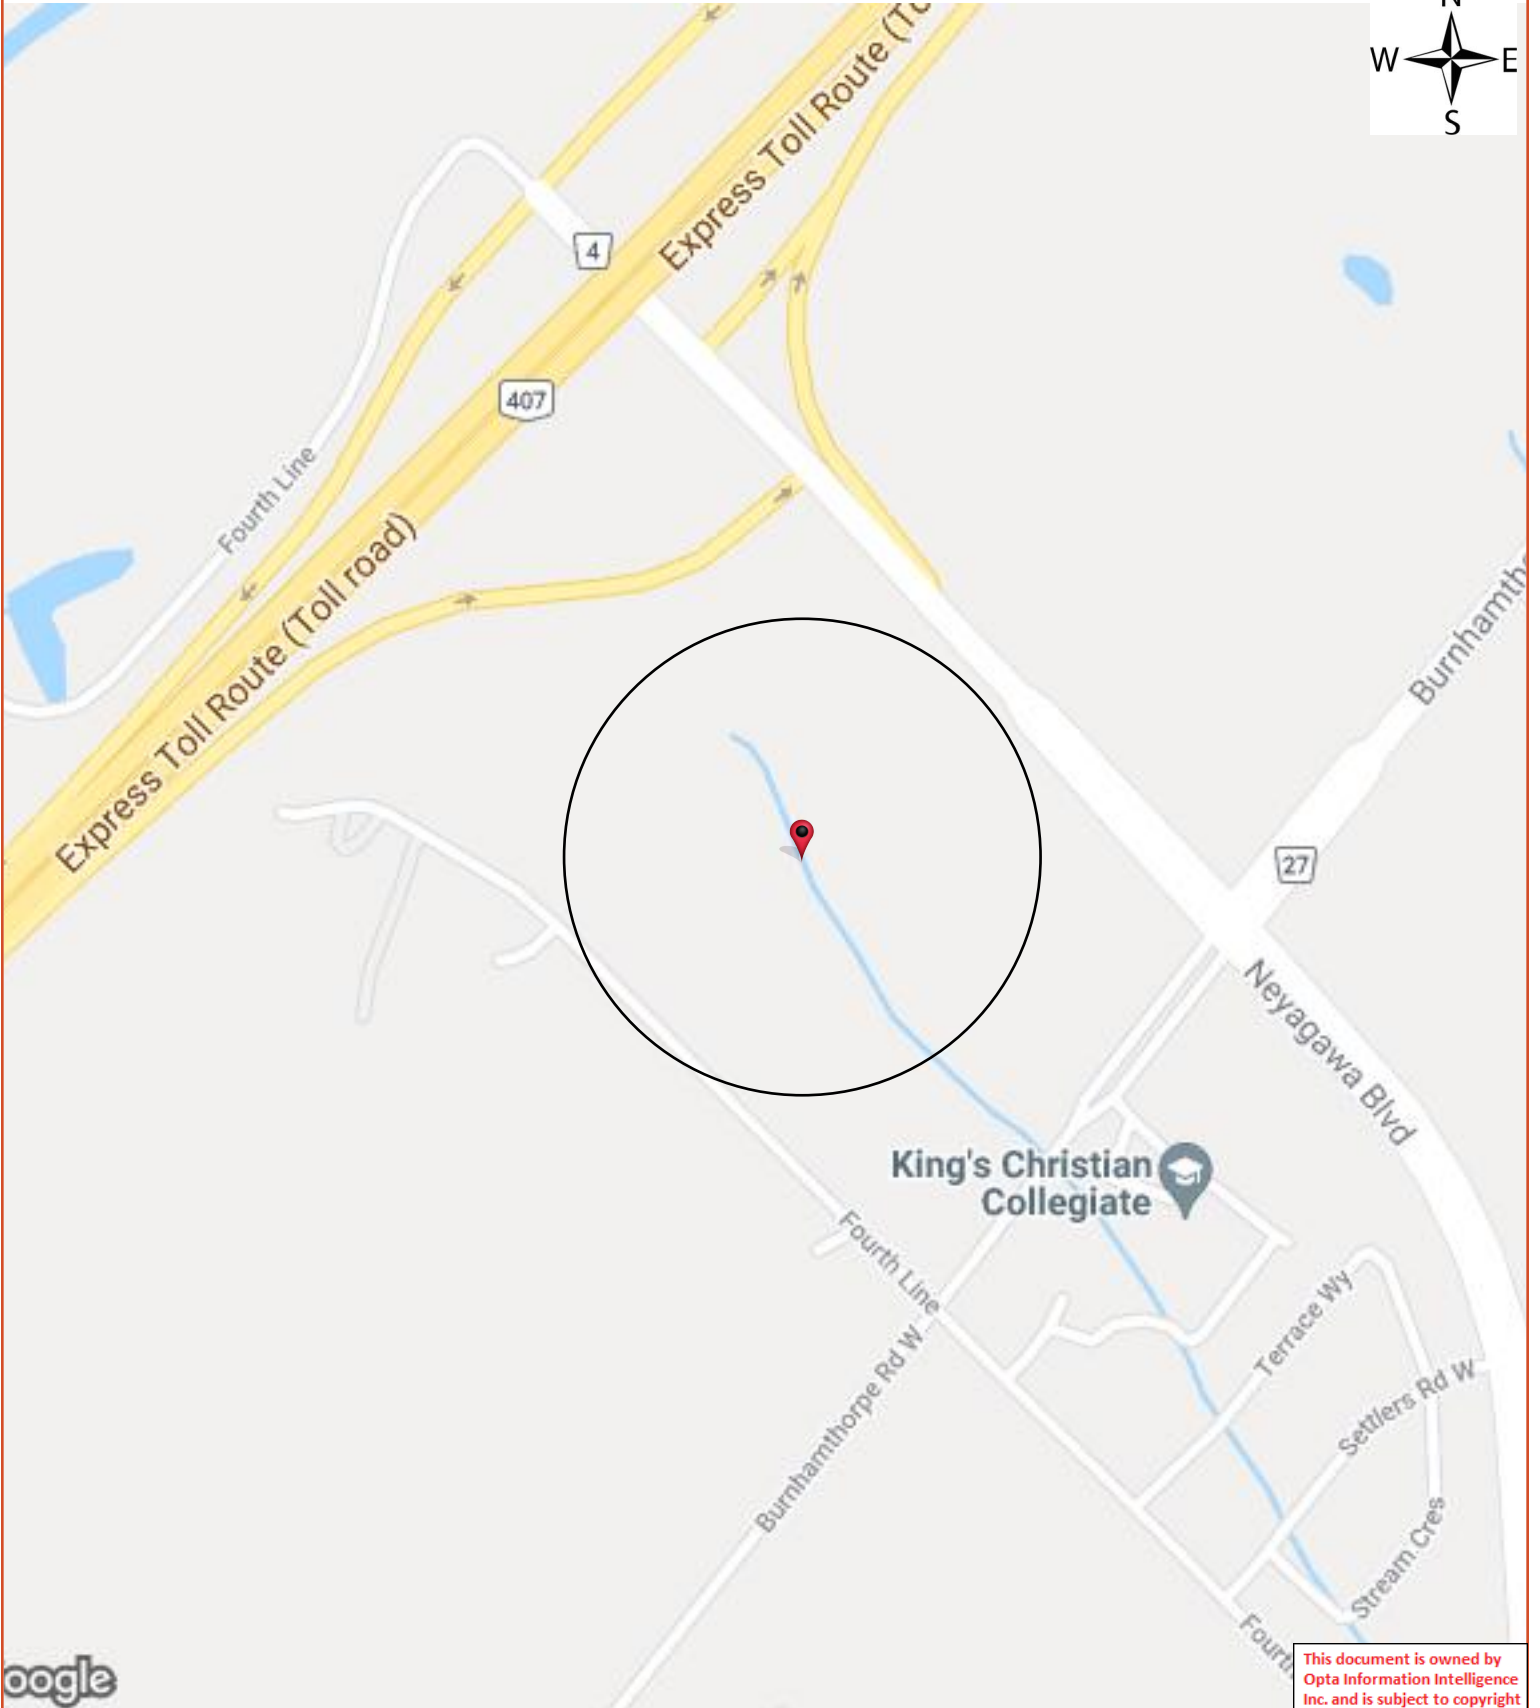 N
W
E
S
Express Toll Route (To
4
407
Fourth Line
Express Toll Route (Toll road)
Burnhamtho
27
Neyagawa Blvd
King's Christian
Collegiate
Fourth Line
Burnhamthorpe Rd W
Terrace Wy
Settlers Rd W
Stream Cres
Fourth
oogle
This document is owned by
Opta Information Intelligence
Inc. and is subject to copyright